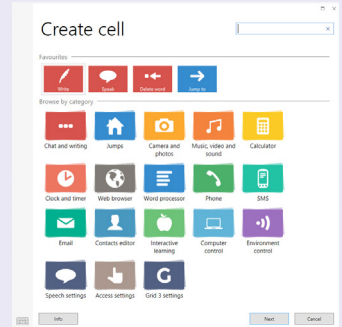 Create cell
Favourites
Write Speak Delete word Jump to
Browse by category
Chat and writing Jumps Camera and photos Music, video and sound Calculator
Clock and timer Web browser Word processor Phone SMS
Email Contacts editor Interactive learning Computer control Environment control
Speech settings Access settings Grid 3 settings
Info Next Cancel